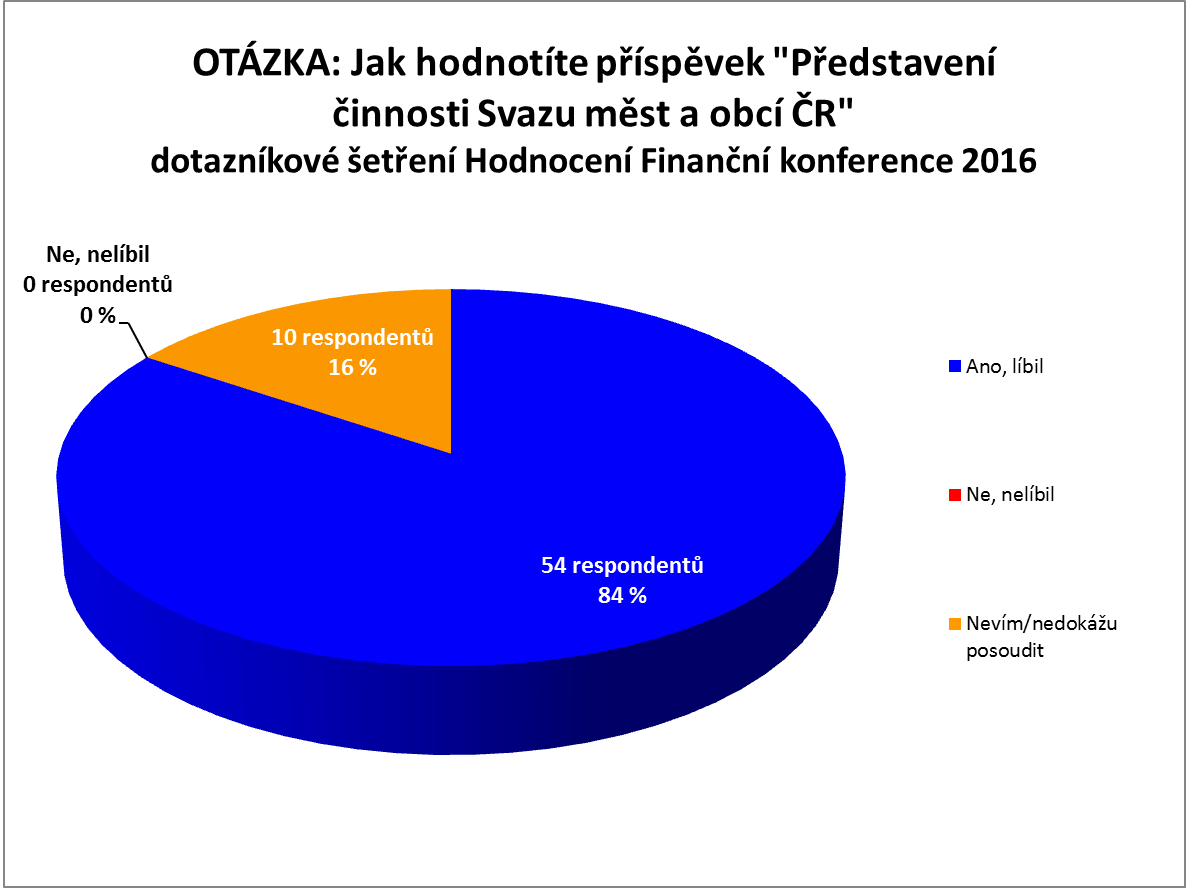 OTÁZKA: Jak hodnotíte příspěvek "Představení
činnosti Svazu měst a obcí ČR"
dotazníkové šetření Hodnocení Finanční konference 2016
Ne, nelíbil
0 respondentů
0 %
10 respondentů
16 %
54 respondentů
84 %
Ano, líbil
Ne, nelíbil
Nevím/nedokážu
posoudit